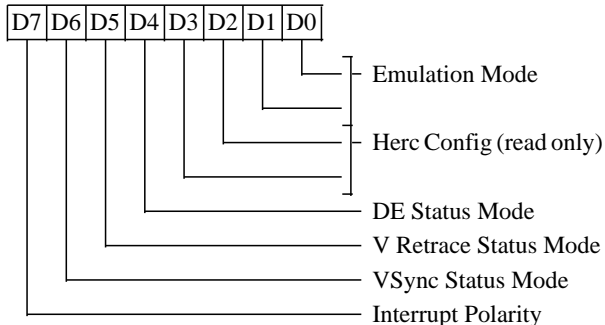 D7 D6 D5 D4 D3 D2 D1 D0
Emulation Mode
Herc Config (read only)
DE Status Mode
V Retrace Status Mode
VSync Status Mode
Interrupt Polarity